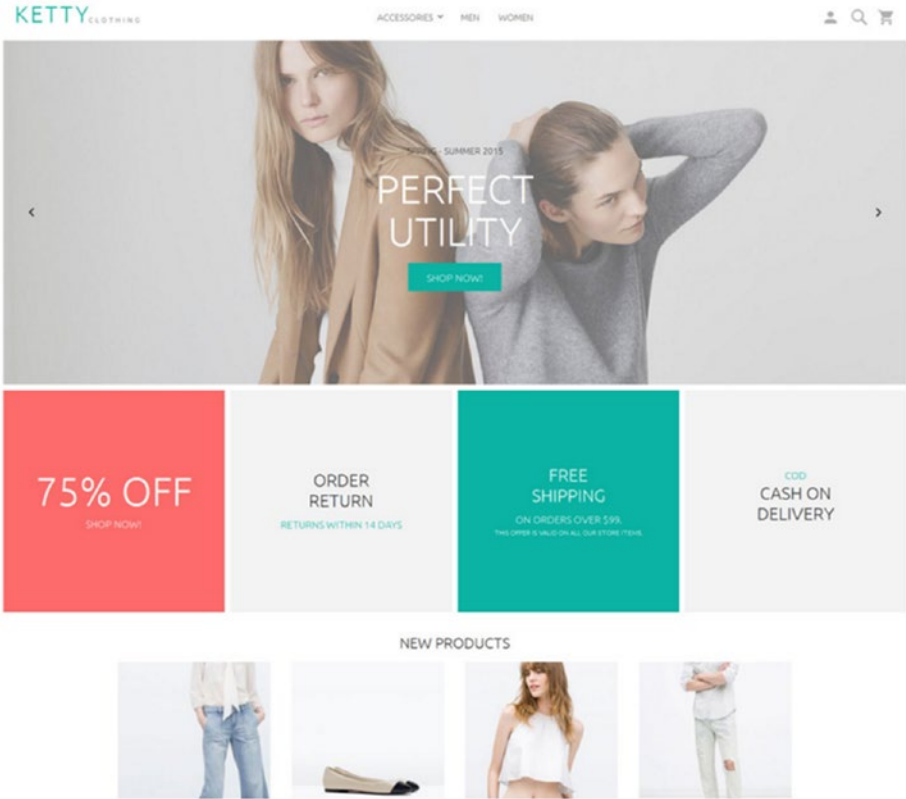 KETTY CLOTHING
ACCESSORIES MEN WOMEN
SPRING - SUMMER 2015
PERFECT
UTILITY
SHOP NOW!
75% OFF
SHOP NOW!
ORDER
RETURN
RETURNS WITHIN 14 DAYS
FREE
SHIPPING
ON ORDERS OVER $99.
THIS OFFER IS VALID ON ALL OUR STORE ITEMS
COD
CASH ON
DELIVERY
NEW PRODUCTS